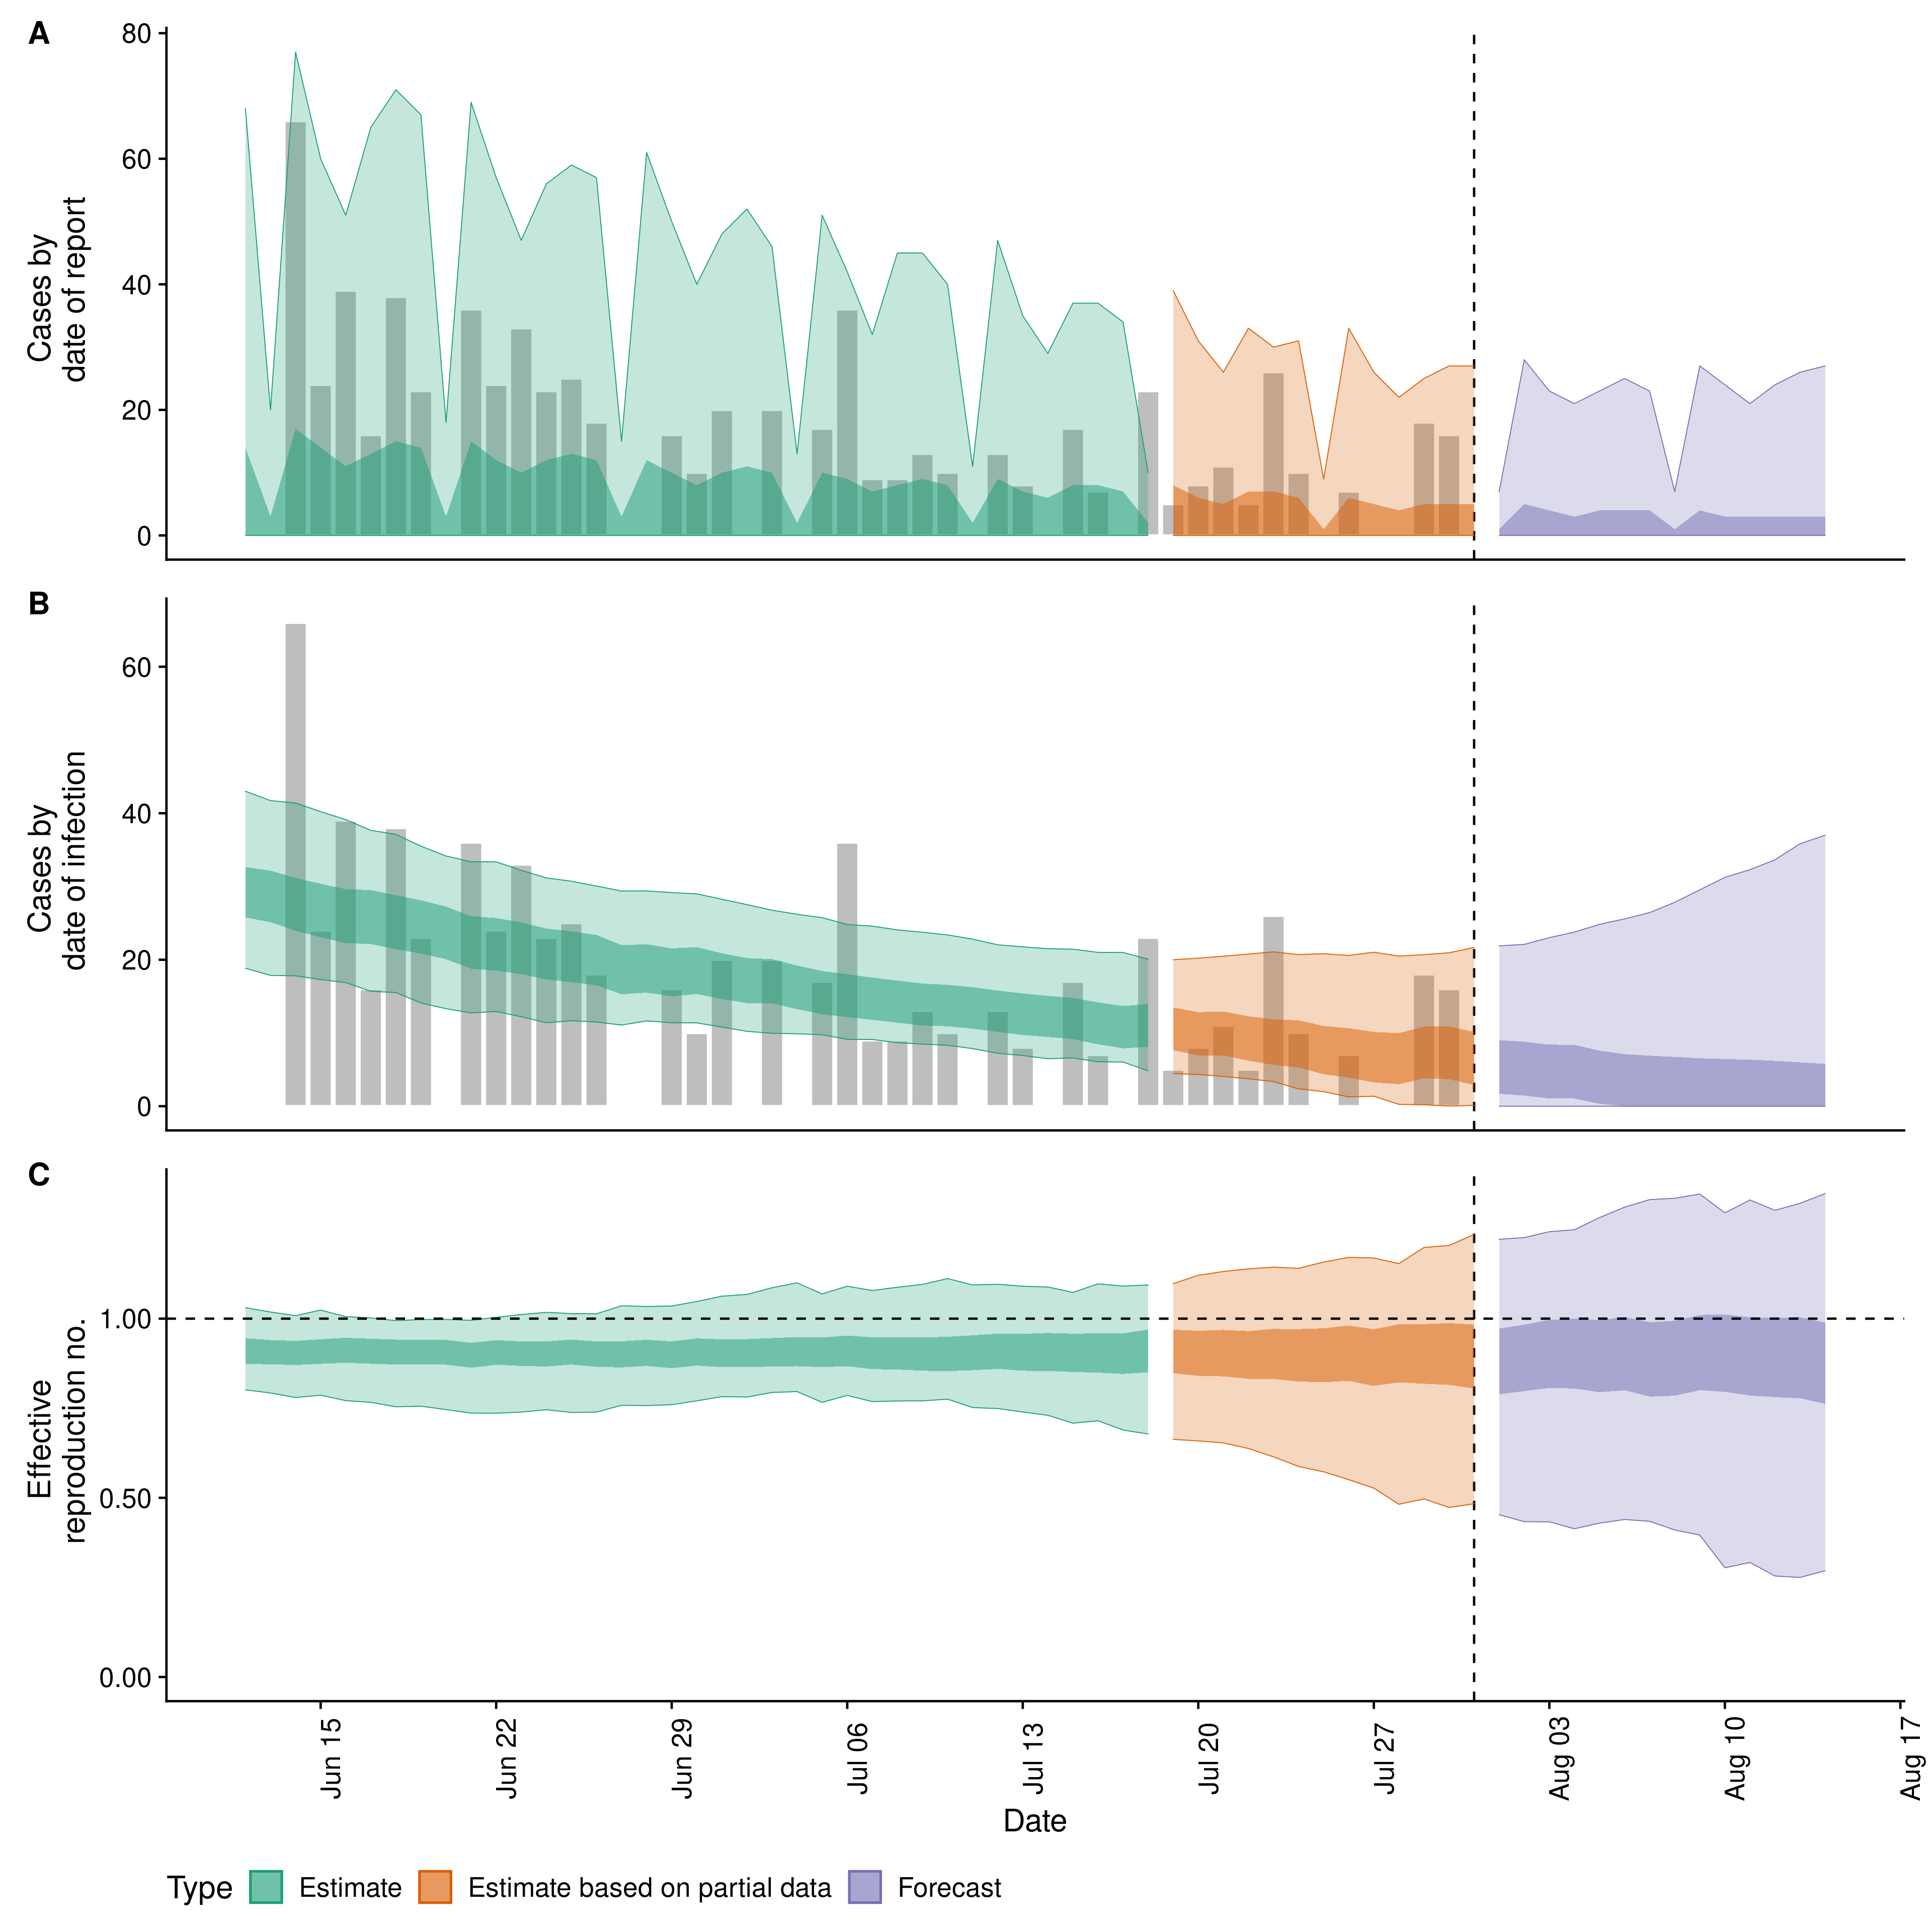 A
80
60
40
20
0
Cases by
date of report
B
60
40
20
0
Cases by
date of infection
C
1.00
0.50
0.00
Effective
reproduction no.
Jun 15
Jun 22
Jun 29
Jul 06
Jul 13
Jul 20
Jul 27
Aug 03
Aug 10
Aug 17
Date
Type Estimate Estimate based on partial data Forecast